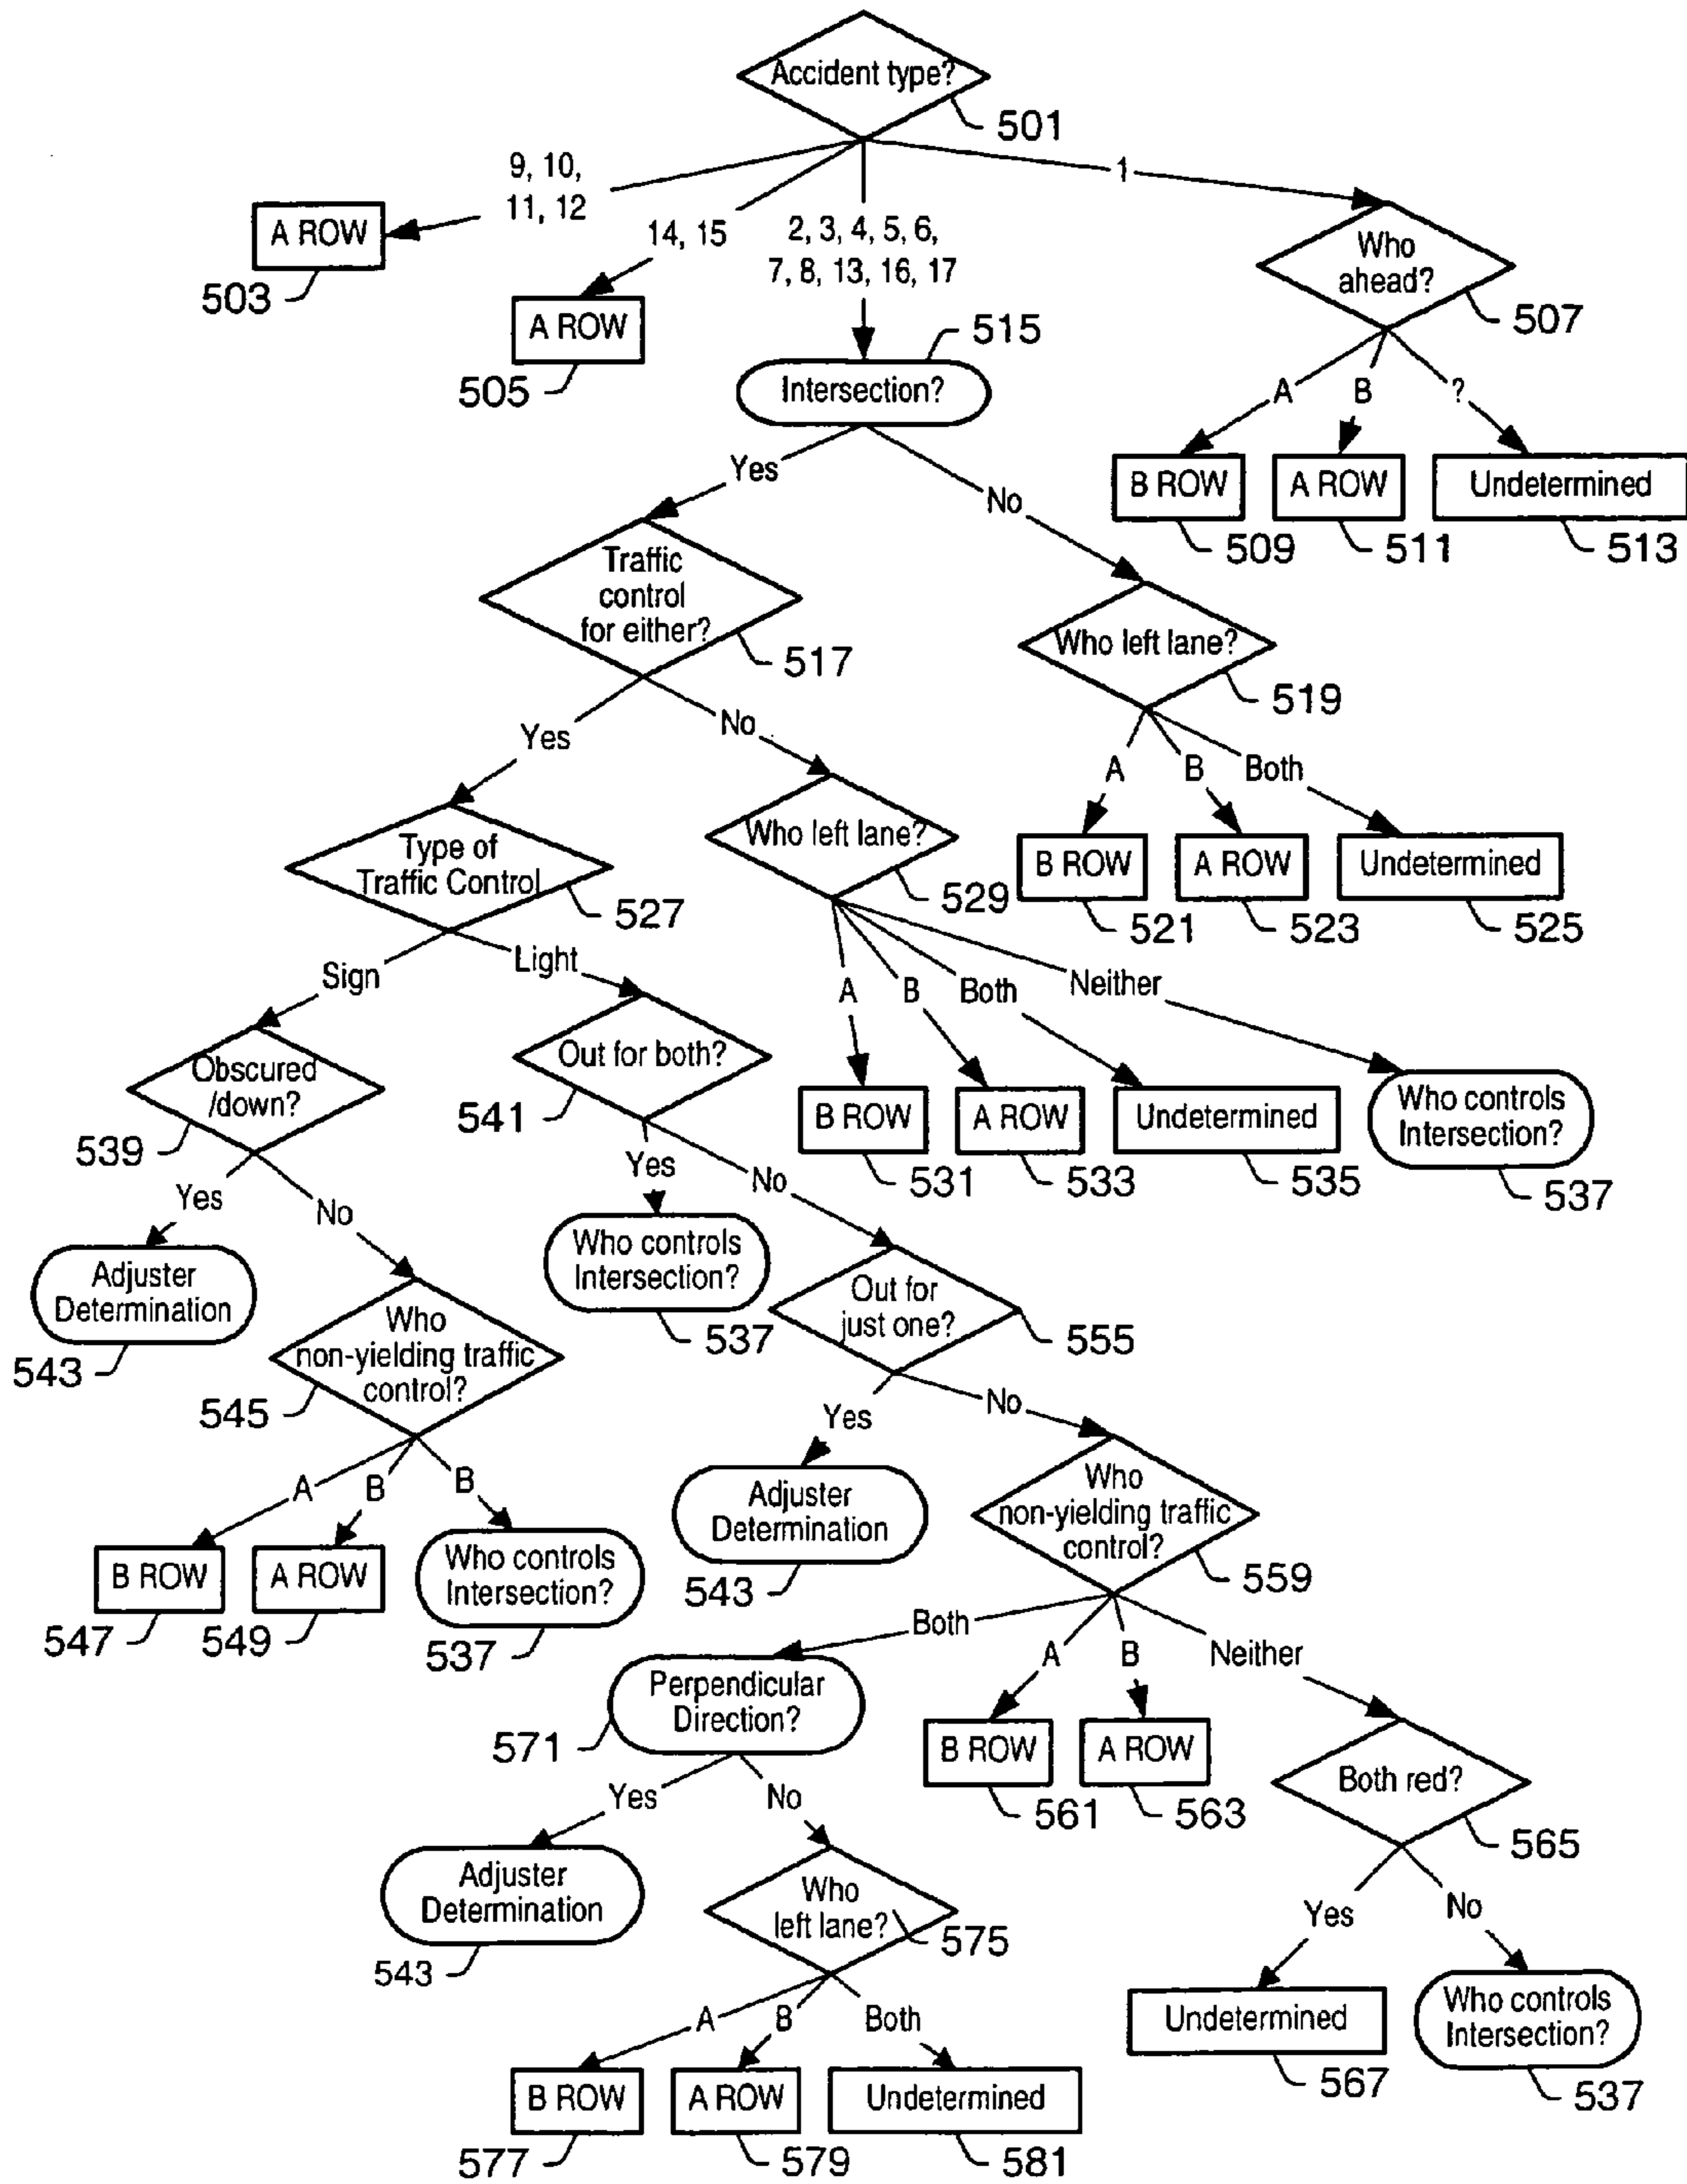 Accident type?
501
9, 10,
11, 12
14, 15
2, 3, 4, 5, 6,
7, 8, 13, 16, 17
1
A ROW
503
A ROW
505
Who
ahead?
507
515
Intersection?
A
B
?
B ROW
A ROW
Undetermined
509
511
513
Yes
No
Traffic
control
for either?
517
Who left lane?
519
A
B
Both
B ROW
A ROW
Undetermined
521
523
525
Yes
No
Type of
Traffic Control
527
Who left lane?
529
A
B
Both
Neither
B ROW
A ROW
Undetermined
Who controls
Intersection?
531
533
535
537
Sign
Light
Obscured
/down?
539
Out for both?
541
Yes
No
Adjuster
Determination
543
Who
non-yielding traffic
control?
545
Yes
No
Who controls
Intersection?
537
Out for
just one?
555
A
B
B
B ROW
A ROW
Who controls
Intersection?
547
549
537
Yes
No
Adjuster
Determination
543
Who
non-yielding traffic
control?
559
Both
A
B
Neither
Perpendicular
Direction?
571
B ROW
A ROW
561
563
Both red?
565
Yes
No
Adjuster
Determination
543
Who
left lane?
575
Yes
No
Undetermined
567
Who controls
Intersection?
537
A
B
Both
B ROW
A ROW
Undetermined
577
579
581